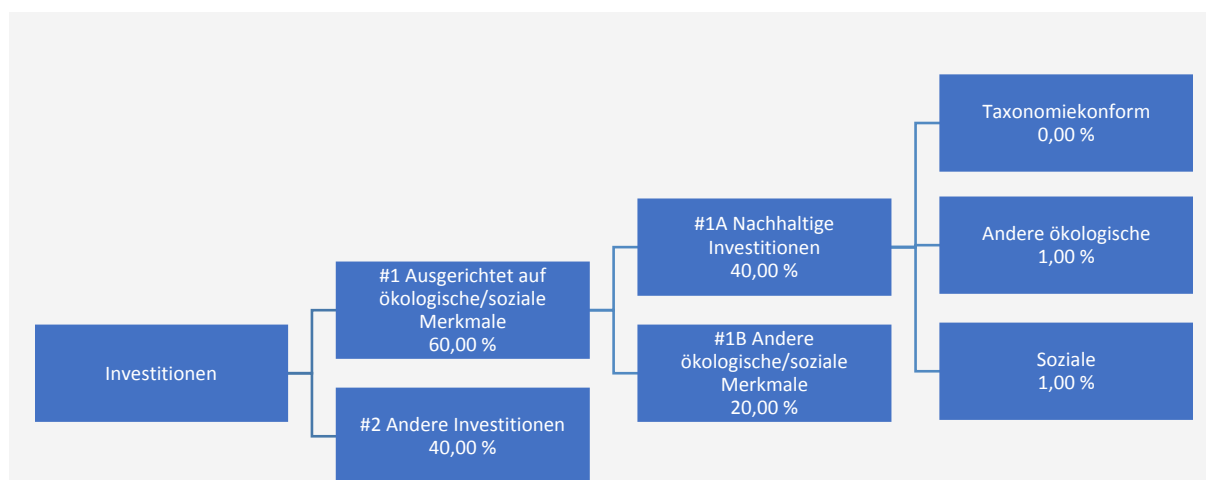 Investitionen
#1 Ausgerichtet auf
ökologische/soziale
Merkmale
60,00 %
#2 Andere Investitionen
40,00 %
#1A Nachhaltige
Investitionen
40,00 %
#1B Andere
ökologische/soziale
Merkmale
20,00 %
Taxonomiekonform
0,00 %
Andere ökologische
1,00 %
Soziale
1,00 %